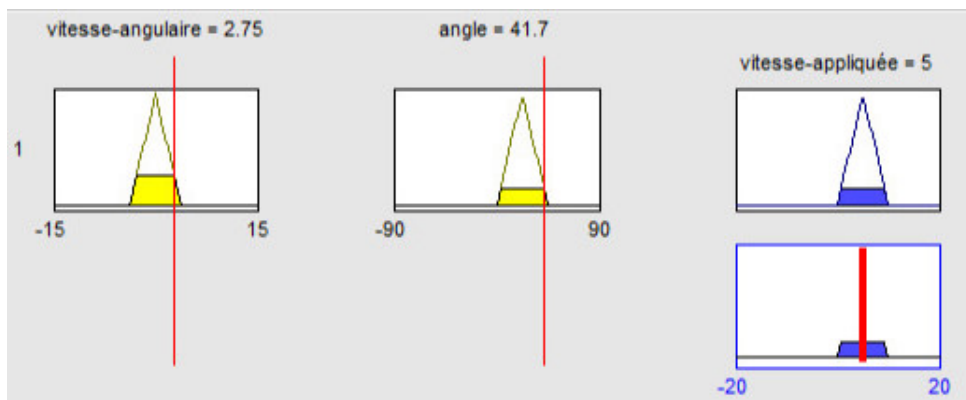 vitesse-angulaire = 2.75
angle = 41.7
vitesse-appliquée = 5
1
-15
15
-90
90
-20
20